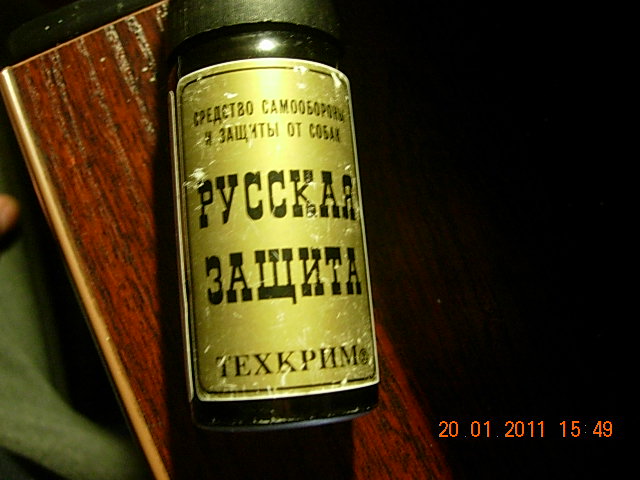 СРЕДСТВО САМООБОРОНЫ
И ЗАЩИТЫ ОТ СОБАК
РУССКАЯ
ЗАЩИТА
ТЕХКРИМ®
20.01.2011 15:49